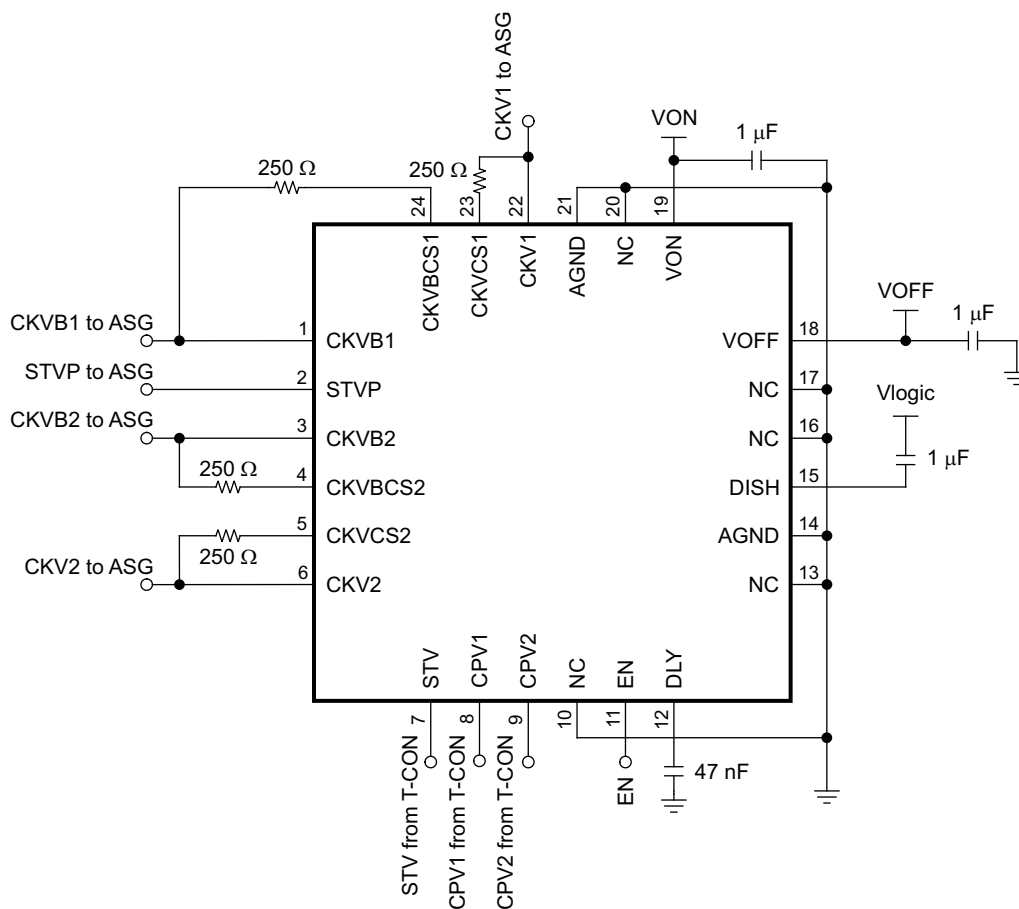 CKV1 to ASG
VON
1 μF
250 Ω
250 Ω
24
23
22
21
20
19
CKVBCS1
CKVCS1
CKV1
AGND
NC
VON
CKVB1 to ASG
1
CKVB1
STVP to ASG
2
STVP
CKVB2 to ASG
3
CKVB2
250 Ω
4
CKVBCS2
5
CKVCS2
250 Ω
CKV2 to ASG
6
CKV2
VOFF
1 μF
VOFF
18
NC
17
Vlogic
NC
16
1 μF
DISH
15
AGND
14
NC
13
STV
CPV1
CPV2
NC
EN
DLY
7
8
9
10
11
12
STV from T-CON
CPV1 from T-CON
CPV2 from T-CON
EN
47 nF